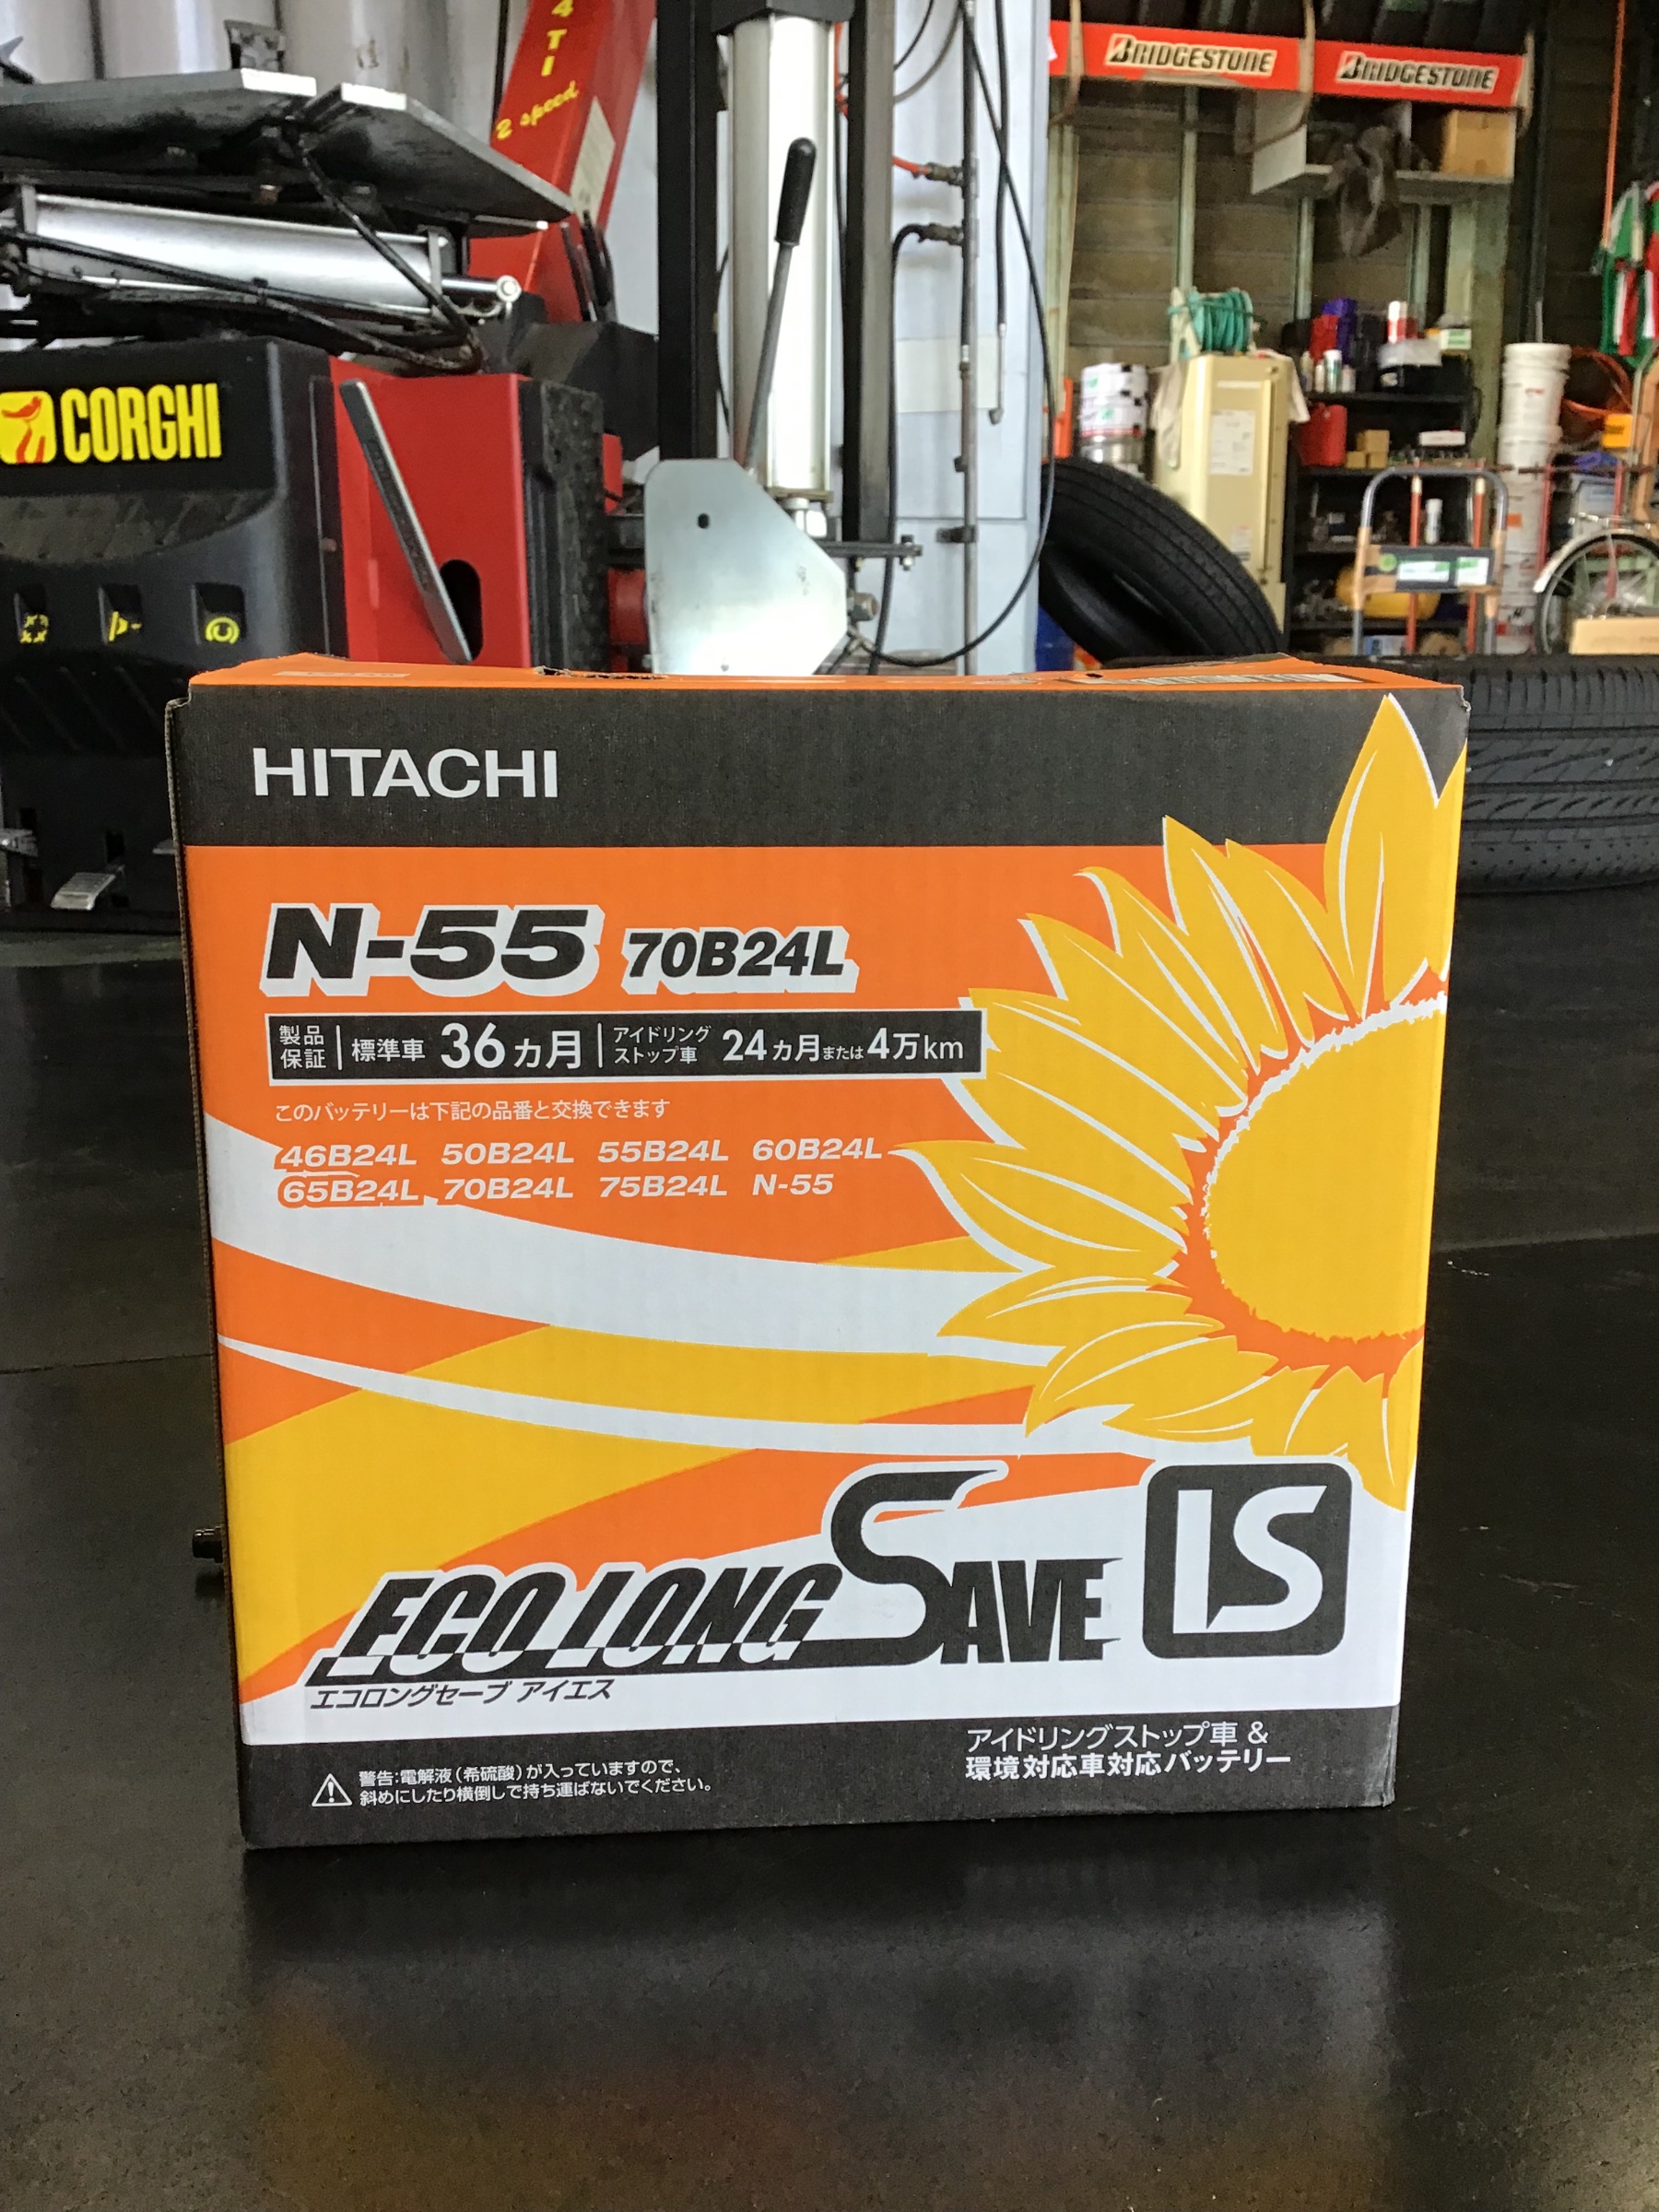 4
T
I
2 speed
BRIDGESTONE BRIDGESTONE
CORGHI
HITACHI
N-55 70B24L
製品保証 標準車 36ヵ月 アイドリングストップ車 24ヵ月または4万km
このバッテリーは下記の品番と交換できます
46B24L 50B24L 55B24L 60B24L
65B24L 70B24L 75B24L N-55
ECO LONG SAVE IS
エコロングセーブ アイエス
アイドリングストップ車 &
環境対応車対応バッテリー
警告:電解液(希硫酸)が入っていますので、
斜めにしたり横倒しで持ち運ばないでください。